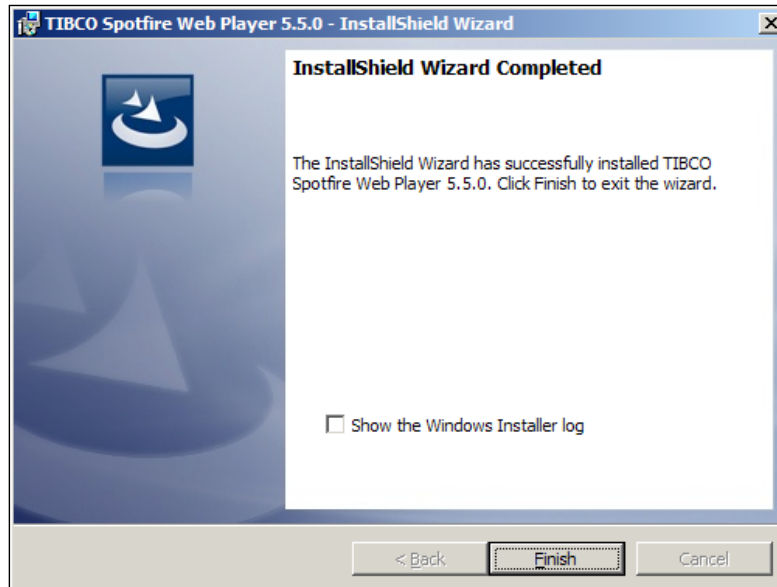 TIBCO Spotfire Web Player 5.5.0 - InstallShield Wizard
InstallShield Wizard Completed
The InstallShield Wizard has successfully installed TIBCO
Spotfire Web Player 5.5.0. Click Finish to exit the wizard.
Show the Windows Installer log
< Back
Finish
Cancel